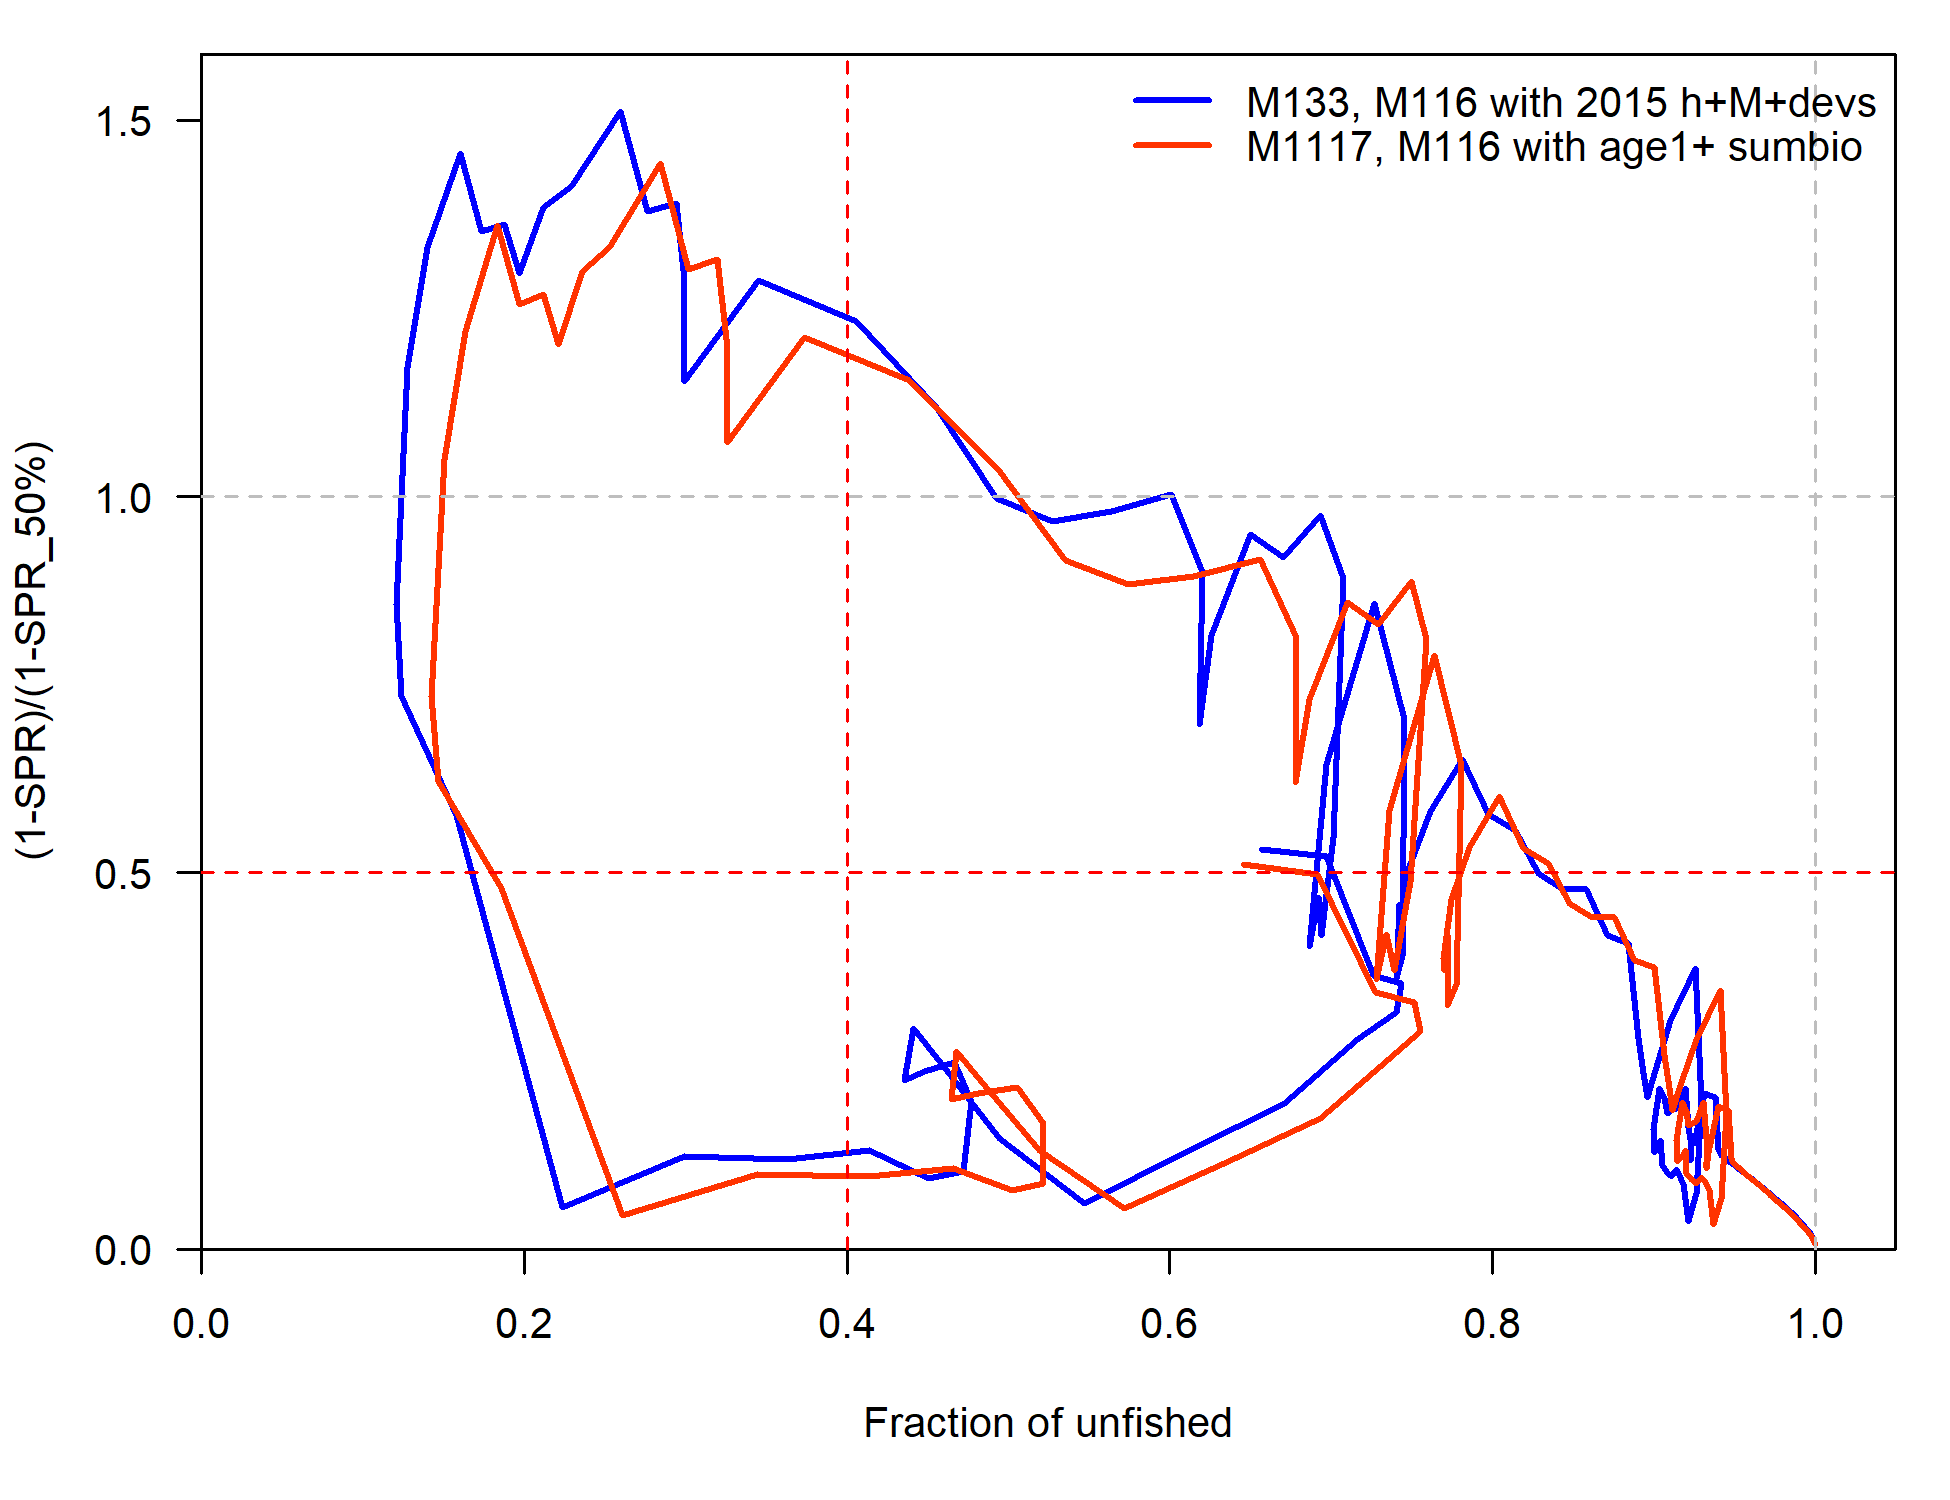 M133, M116 with 2015 h+M+devs
M1117, M116 with age1+ sumbio
1.5
1.0
0.5
0.0
(1-SPR)/(1-SPR_50%)
0.0 0.2 0.4 0.6 0.8 1.0
Fraction of unfished